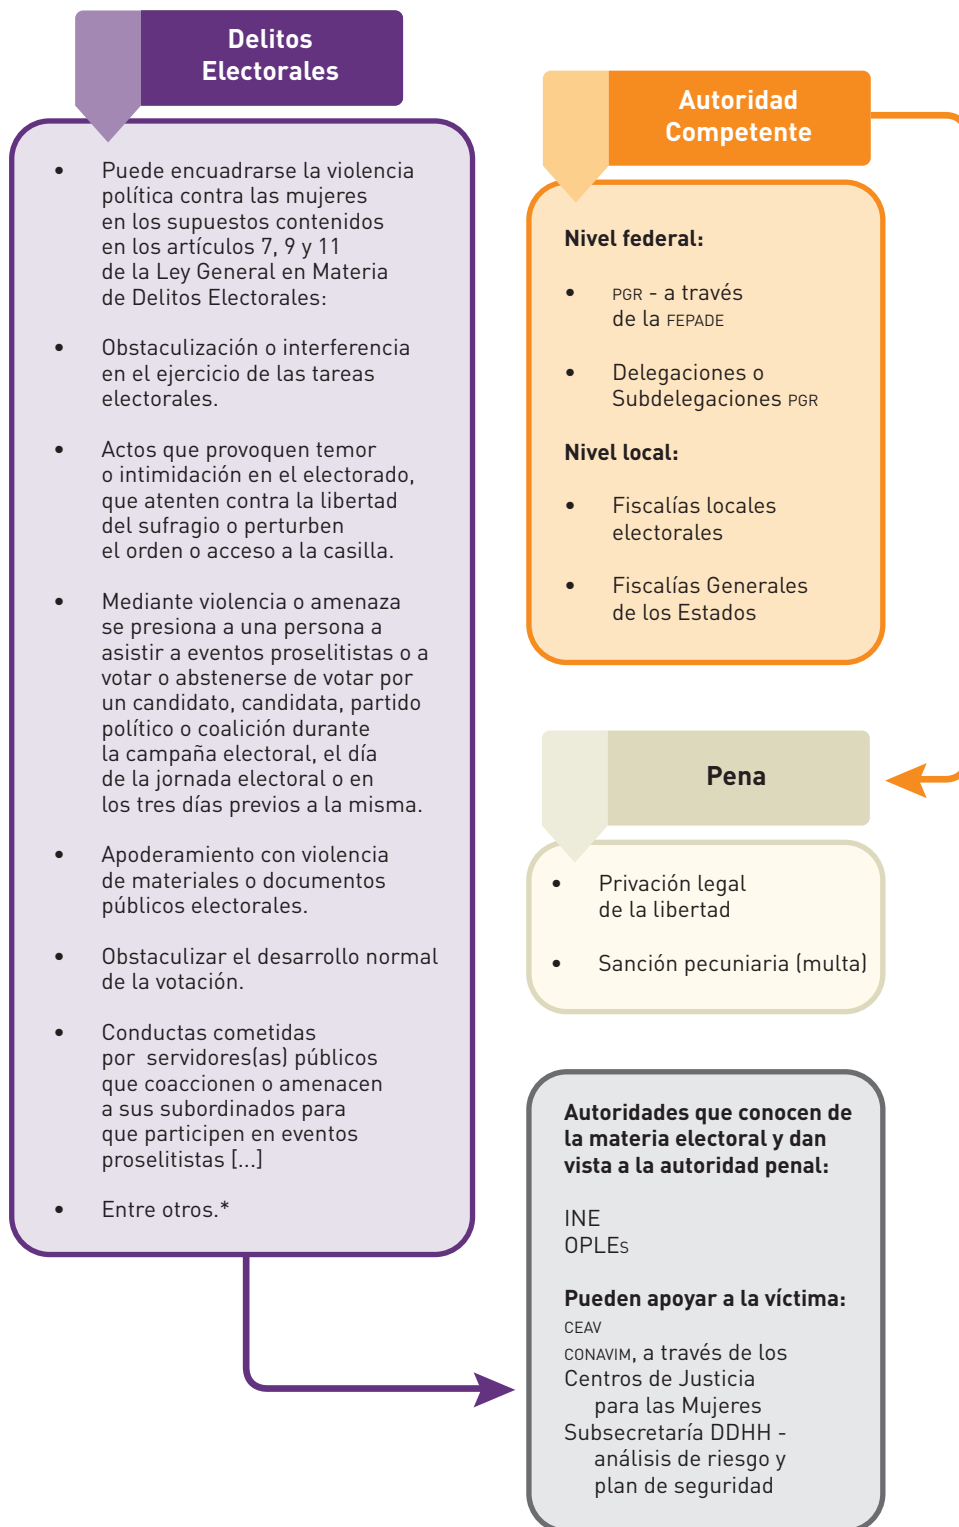 Delitos
Electorales
• Puede encuadrarse la violencia
política contra las mujeres
en los supuestos contenidos
en los artículos 7, 9 y 11
de la Ley General en Materia
de Delitos Electorales:
• Obstaculización o interferencia
en el ejercicio de las tareas
electorales.
• Actos que provoquen temor
o intimidación en el electorado,
que atenten contra la libertad
del sufragio o perturben
el orden o acceso a la casilla.
• Mediante violencia o amenaza
se presiona a una persona a
asistir a eventos proselitistas o a
votar o abstenerse de votar por
un candidato, candidata, partido
político o coalición durante
la campaña electoral, el día
de la jornada electoral o en
los tres días previos a la misma.
• Apoderamiento con violencia
de materiales o documentos
públicos electorales.
• Obstaculizar el desarrollo normal
de la votación.
• Conductas cometidas
por servidores(as) públicos
que coaccionen o amenacen
a sus subordinados para
que participen en eventos
proselitistas [...]
• Entre otros.*
Autoridad
Competente
Nivel federal:
• PGR - a través
de la FEPADE
• Delegaciones o
Subdelegaciones PGR
Nivel local:
• Fiscalías locales
electorales
• Fiscalías Generales
de los Estados
Pena
• Privación legal
de la libertad
• Sanción pecuniaria (multa)
Autoridades que conocen de
la materia electoral y dan
vista a la autoridad penal:
INE
OPLES
Pueden apoyar a la víctima:
CEAV
CONAVIM, a través de los
Centros de Justicia
para las Mujeres
Subsecretaría DDHH -
análisis de riesgo y
plan de seguridad